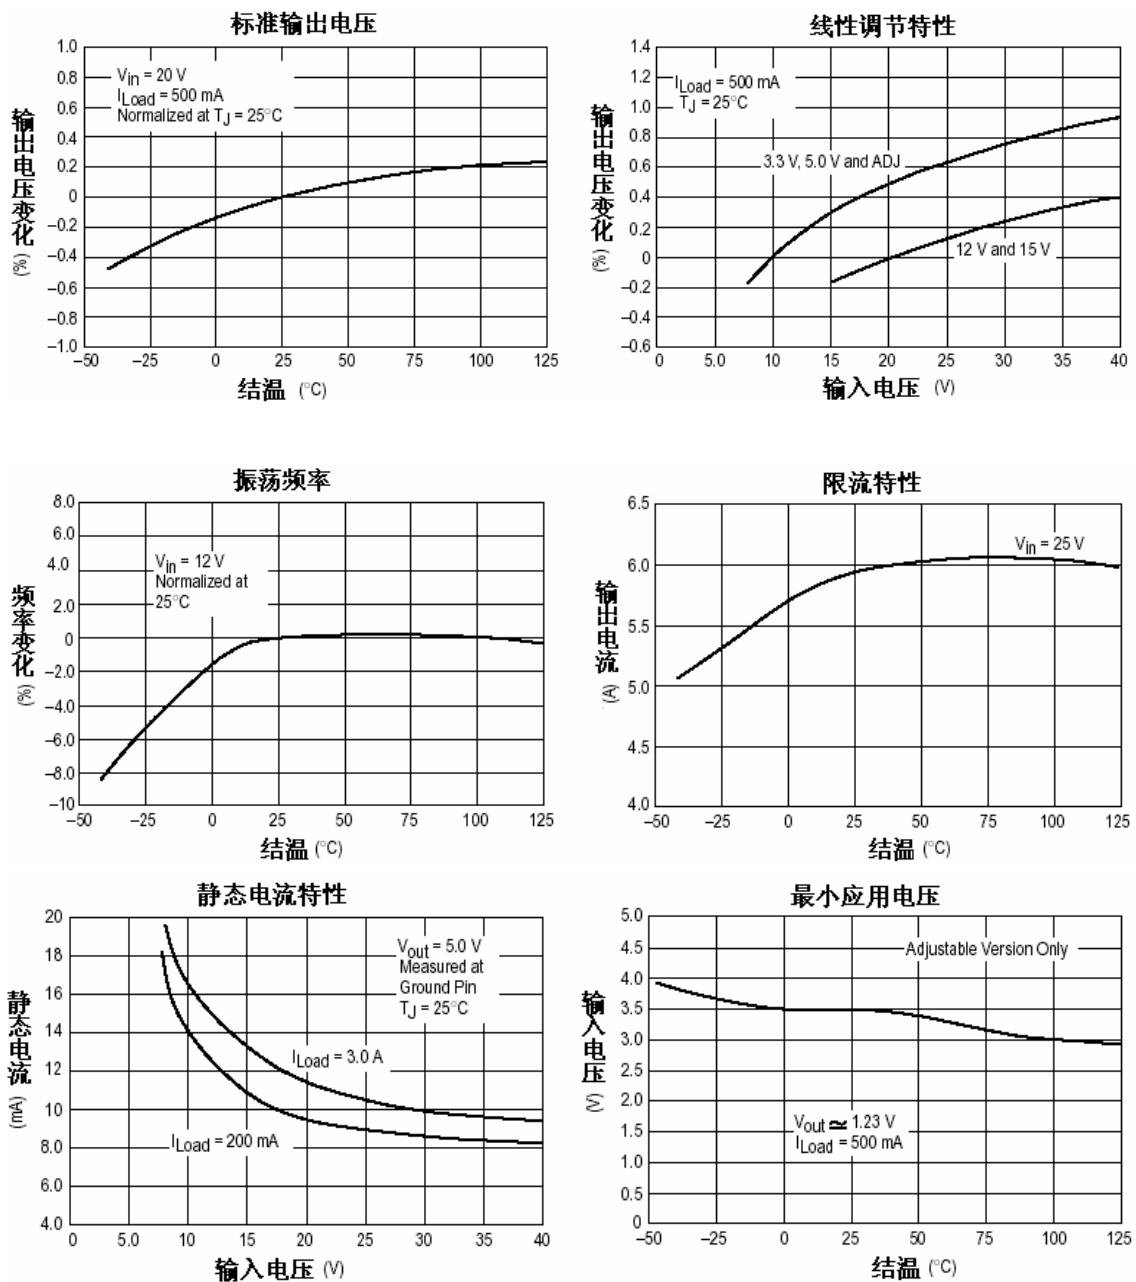 标准输出电压
1.0
0.8
0.6
0.4
0.2
0
–0.2
–0.4
–0.6
–0.8
–1.0
输出电压变化
(%)
Vin = 20 V
ILoad = 500 mA
Normalized at TJ = 25°C
–50 –25 0 25 50 75 100 125
结温 (°C)
线性调节特性
1.4
1.2
1.0
0.8
0.6
0.4
0.2
0
–0.2
–0.4
–0.6
输出电压变化
(%)
ILoad = 500 mA
TJ = 25°C
3.3 V, 5.0 V and ADJ
12 V and 15 V
0 5.0 10 15 20 25 30 35 40
输入电压 (V)
振荡频率
8.0
6.0
4.0
2.0
0
–2.0
–4.0
–6.0
–8.0
–10
频率变化
(%)
Vin = 12 V
Normalized at
25°C
–50 –25 0 25 50 75 100 125
结温 (°C)
限流特性
6.5
6.0
5.5
5.0
4.5
4.0
输出电流
(A)
Vin = 25 V
–50 –25 0 25 50 75 100 125
结温 (°C)
静态电流特性
20
18
16
14
12
10
8.0
6.0
4.0
静态电流
(mA)
Vout = 5.0 V
Measured at
Ground Pin
TJ = 25°C
ILoad = 3.0 A
ILoad = 200 mA
0 5.0 10 15 20 25 30 35 40
输入电压 (V)
最小应用电压
5.0
4.5
4.0
3.5
3.0
2.5
2.0
1.5
1.0
0.5
0
输入电压
(V)
Adjustable Version Only
Vout ≃ 1.23 V
ILoad = 500 mA
–50 –25 0 25 50 75 100 125
结温 (°C)